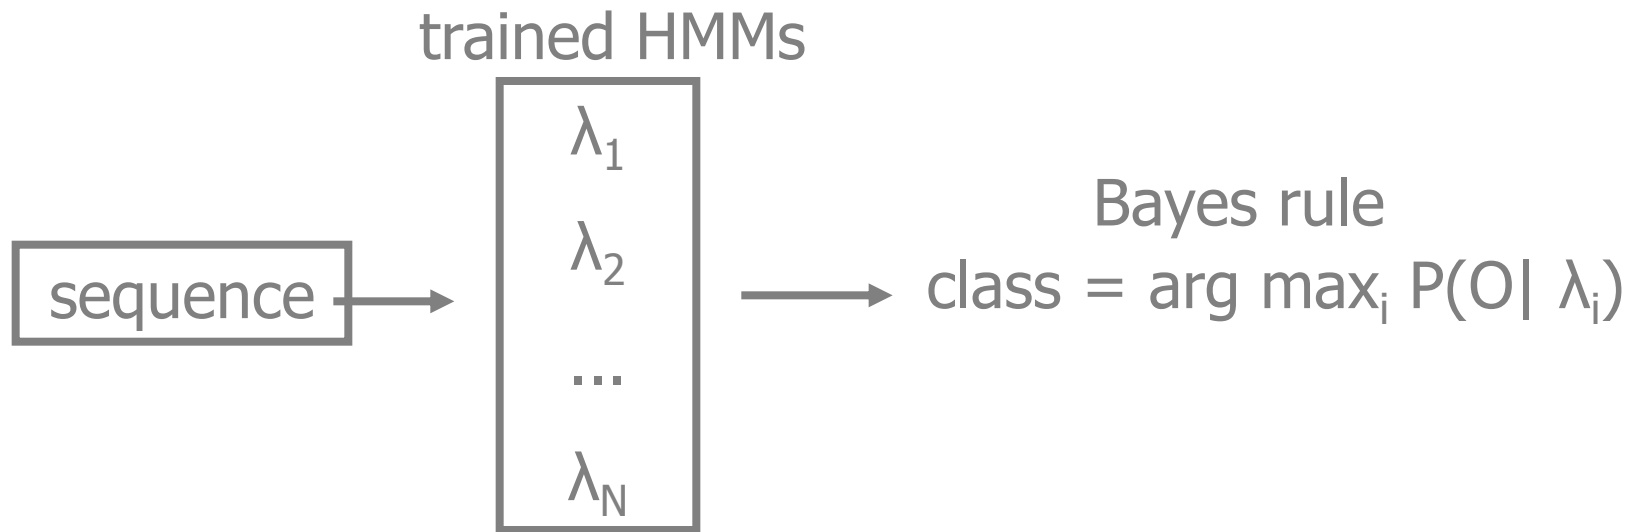 trained HMMs
λ1
λ2
...
λN
sequence
Bayes rule
class = arg maxi P(O| λi)